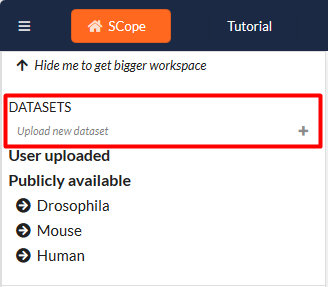 SCope
Tutorial
Hide me to get bigger workspace
DATASETS
Upload new dataset
User uploaded
Publicly available
Drosophila
Mouse
Human